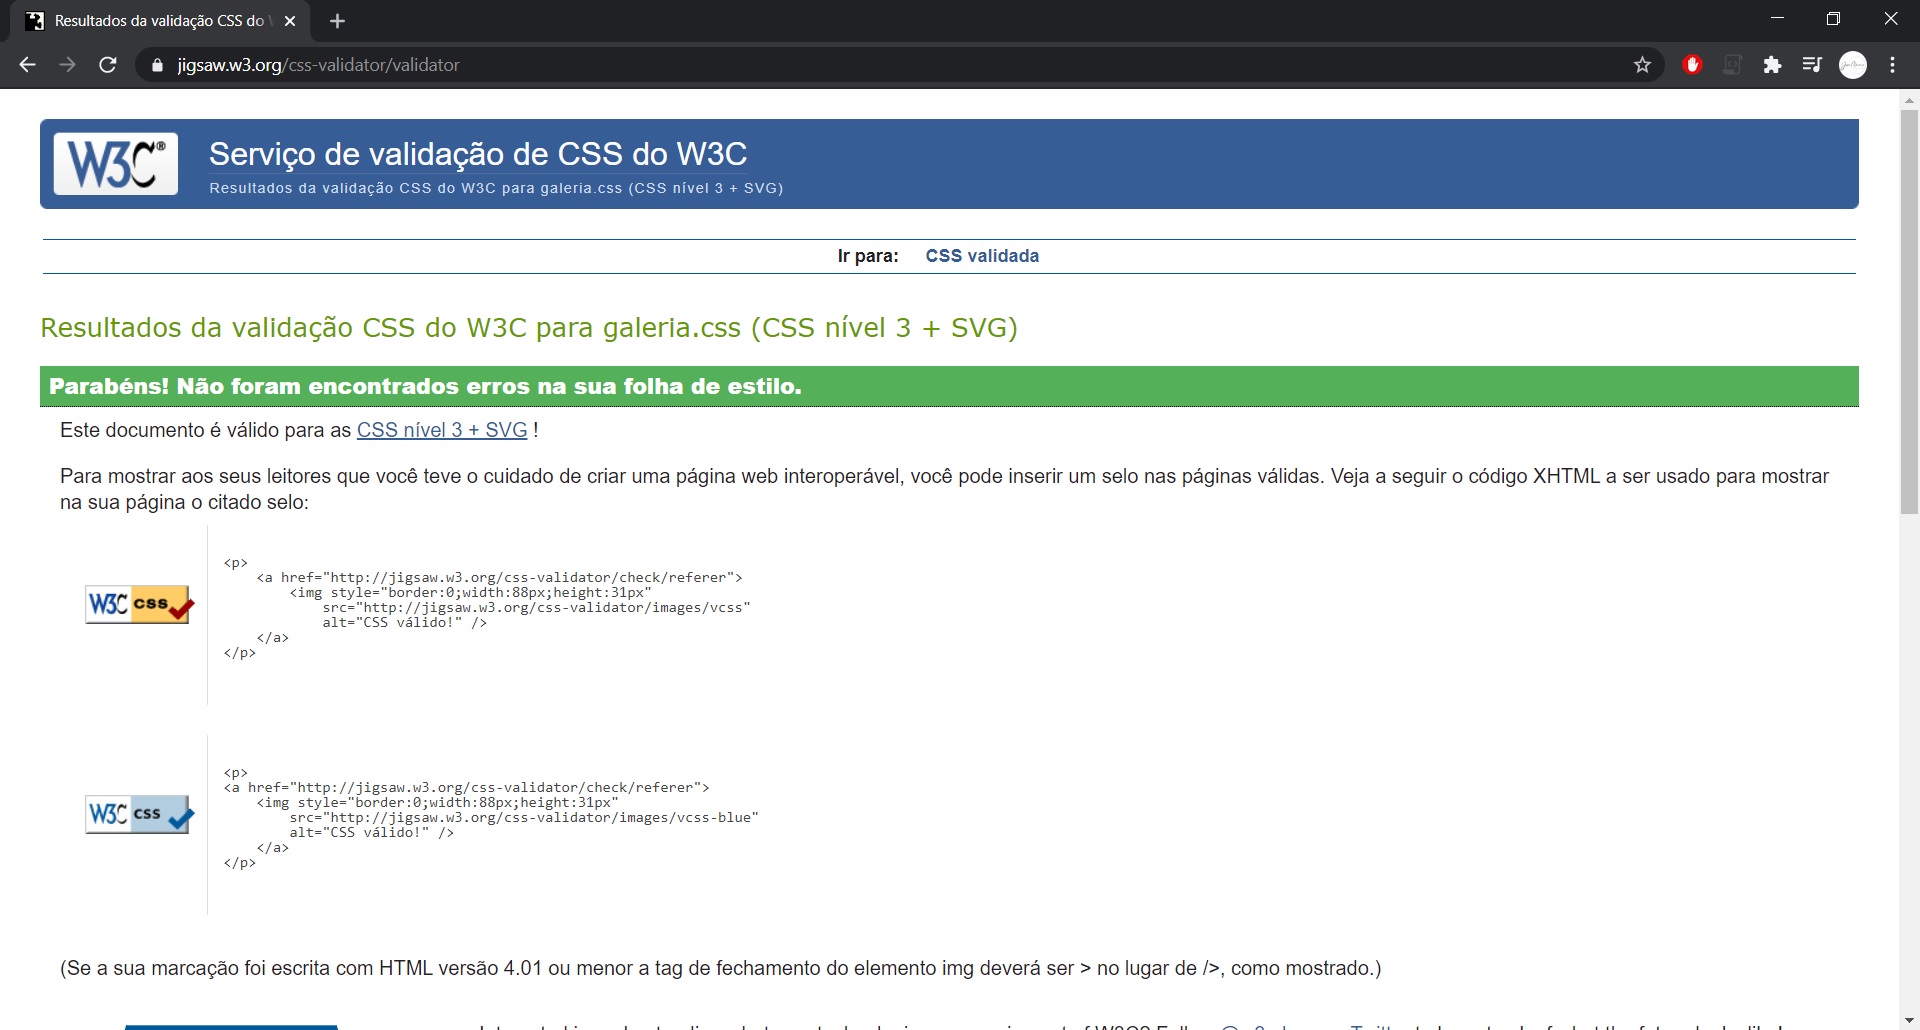 Resultados da validação CSS do
jigsaw.w3.org/css-validator/validator
W3C®
Serviço de validação de CSS do W3C
Resultados da validação CSS do W3C para galeria.css (CSS nível 3 + SVG)
Ir para: CSS validada
Resultados da validação CSS do W3C para galeria.css (CSS nível 3 + SVG)
Parabéns! Não foram encontrados erros na sua folha de estilo.
Este documento é válido para as CSS nível 3 + SVG !
Para mostrar aos seus leitores que você teve o cuidado de criar uma página web interoperável, você pode inserir um selo nas páginas válidas. Veja a seguir o código XHTML a ser usado para mostrar
na sua página o citado selo:
W3C css
<p>
<a href="http://jigsaw.w3.org/css-validator/check/referer">
<img style="border:0;width:88px;height:31px"
src="http://jigsaw.w3.org/css-validator/images/vcss"
alt="CSS válido!" />
</a>
</p>
W3C css
<p>
<a href="http://jigsaw.w3.org/css-validator/check/referer">
<img style="border:0;width:88px;height:31px"
src="http://jigsaw.w3.org/css-validator/images/vcss-blue"
alt="CSS válido!" />
</a>
</p>
(Se a sua marcação foi escrita com HTML versão 4.01 ou menor a tag de fechamento do elemento img deverá ser > no lugar de />, como mostrado.)